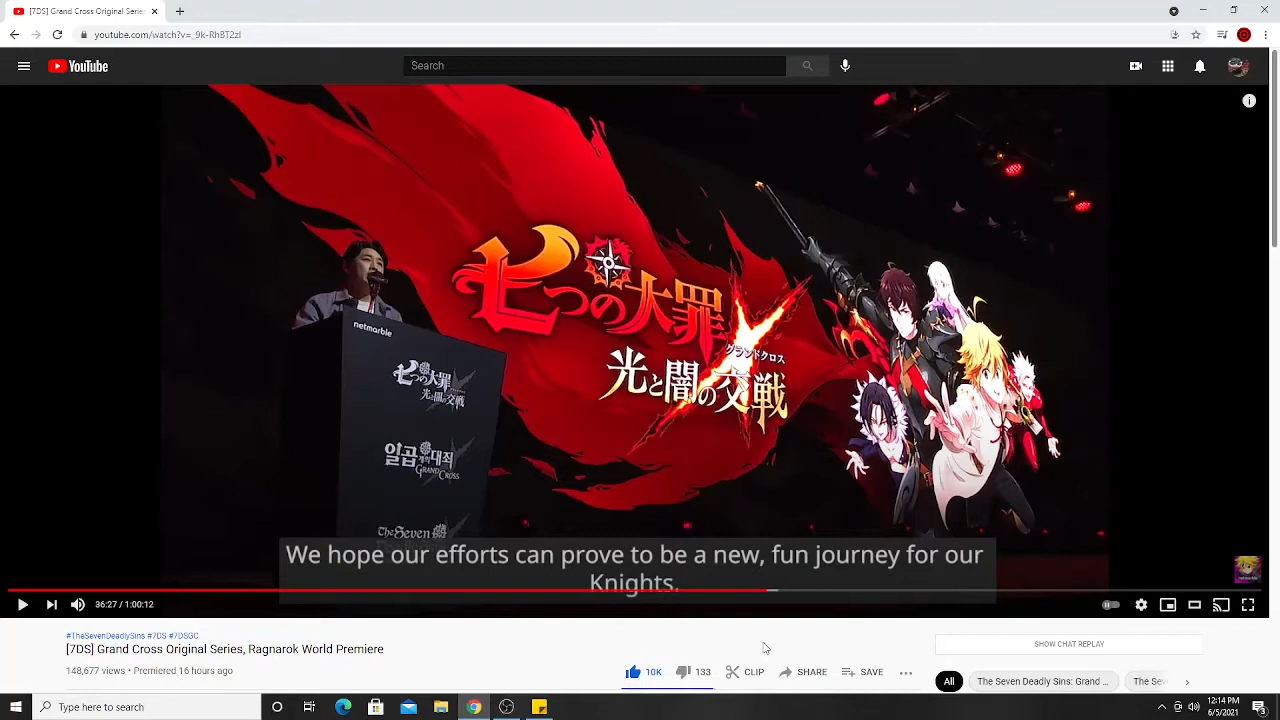 [7DS] Grand Cross Original Series
youtube.com/watch?v=_9k-RhBT2zI
YouTube
Search
七つの大罪
グランドクロス
光と闇の交戦
netmarble
七つの大罪
光と闇の交戦
일곱개의 대죄
GRAND CROSS
The Seven
We hope our efforts can prove to be a new, fun journey for our
Knights.
36:27 / 1:00:12
#TheSevenDeadlySins #7DS #7DSGC
[7DS] Grand Cross Original Series, Ragnarok World Premiere
148,677 views • Premiered 16 hours ago
10K
133
CLIP
SHARE
SAVE
SHOW CHAT REPLAY
All
The Seven Deadly Sins: Grand ...
The Sev
Type here to search
12:14 PM
6/5/2021